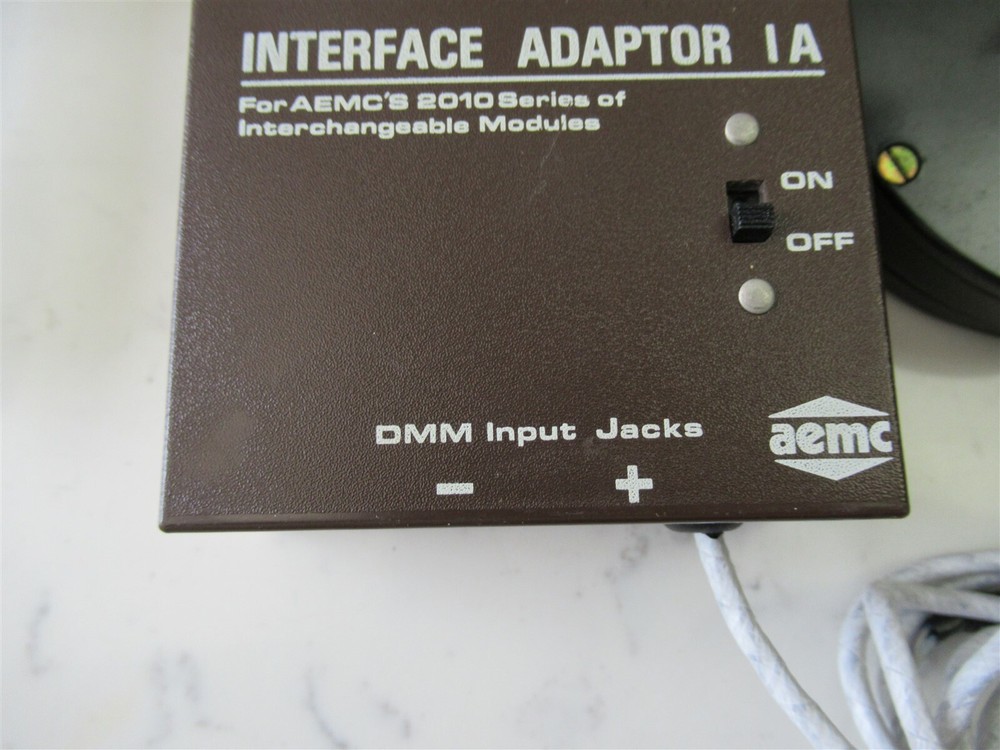 INTERFACE ADAPTOR IA
For AEMC'S 2010 Series of
Interchangeable Modules
ON
OFF
DMM Input Jacks
- +
aemc